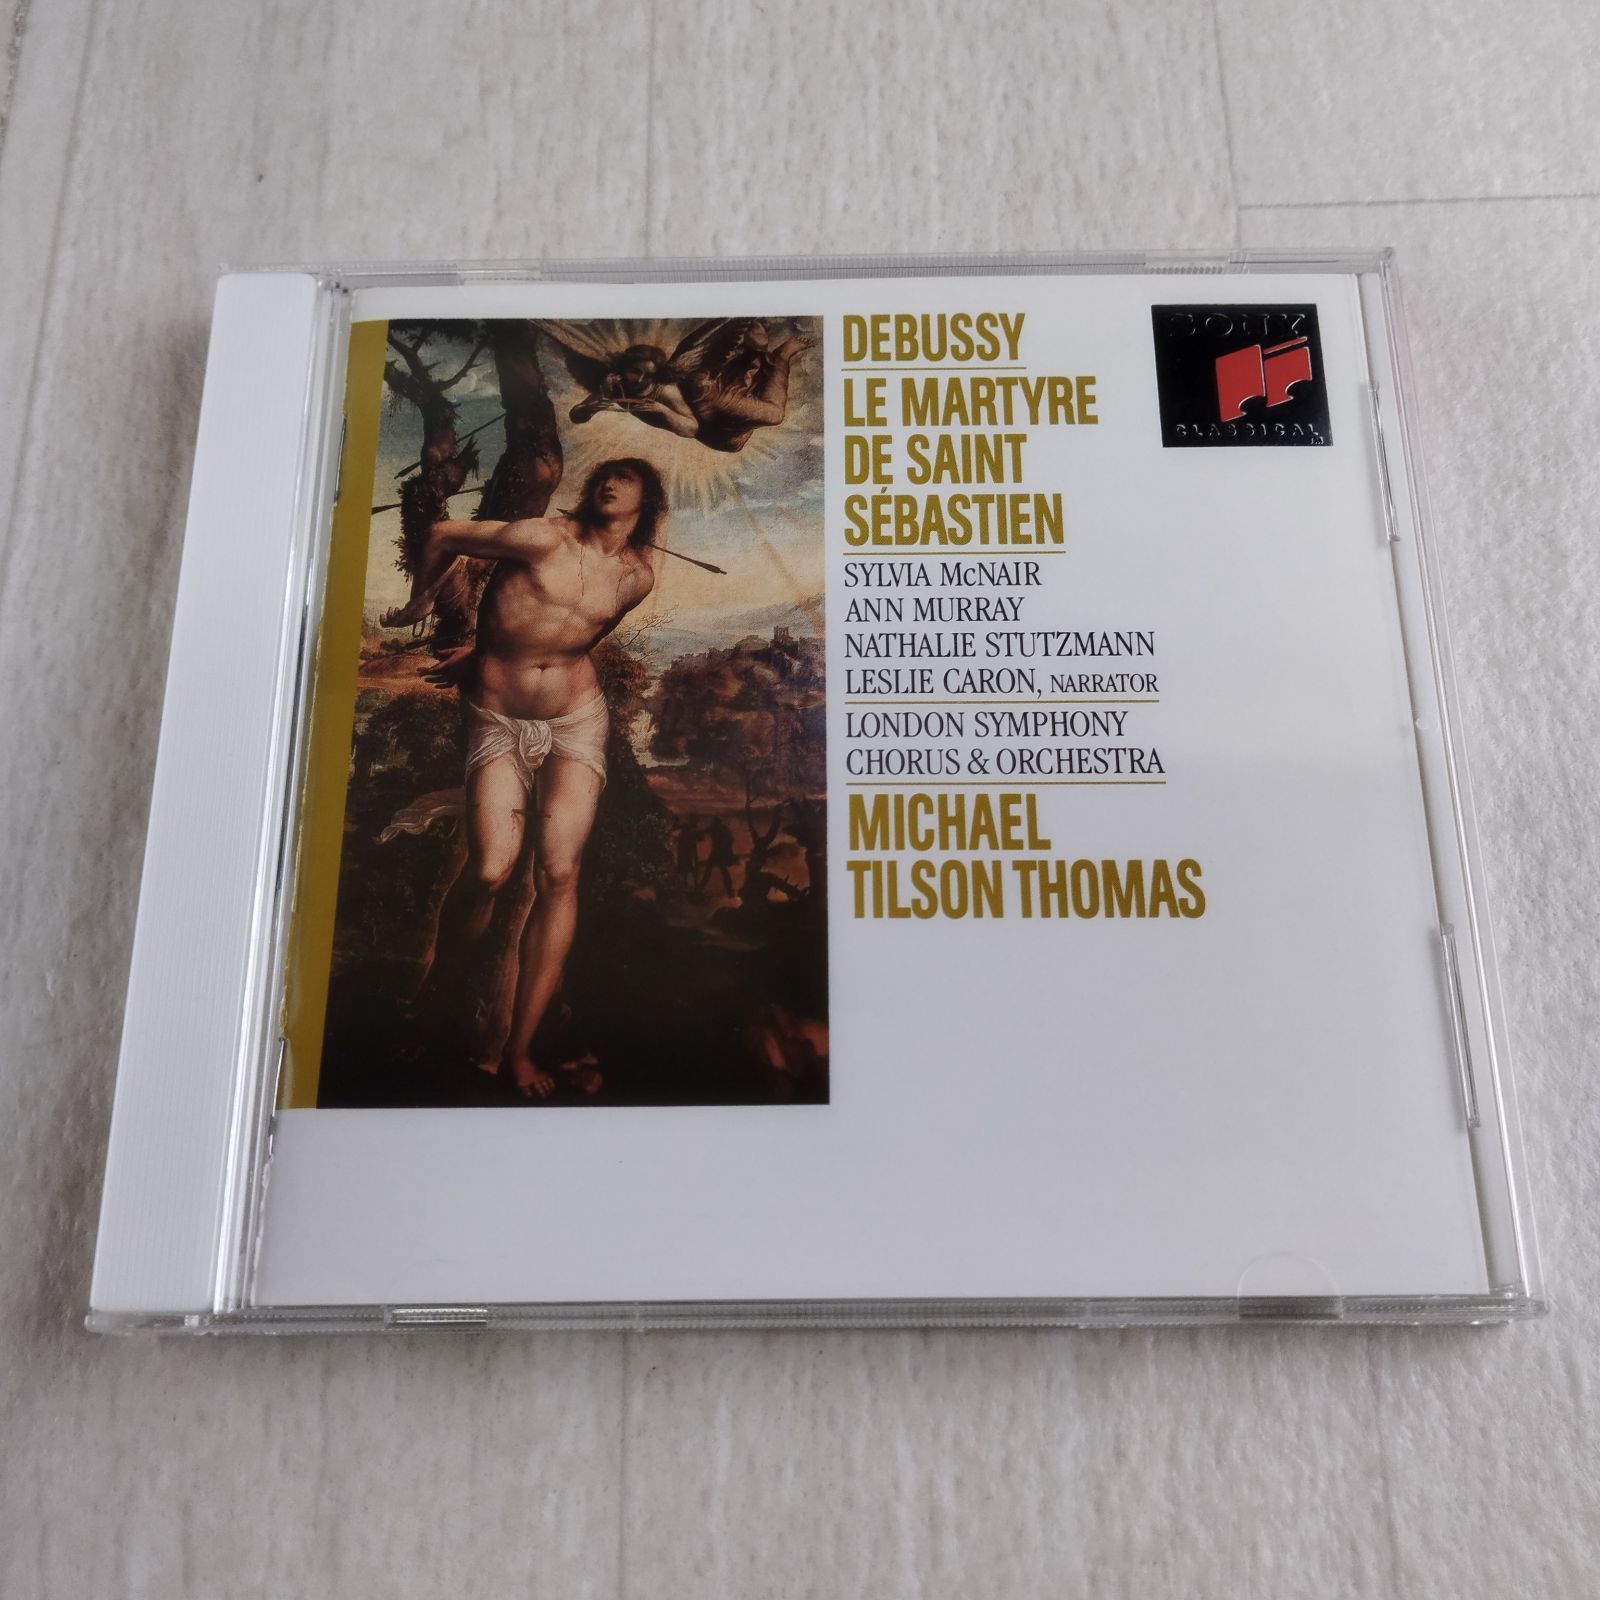 DEBUSSY
LE MARTYRE
DE SAINT
SÉBASTIEN
SYLVIA McNAIR
ANN MURRAY
NATHALIE STUTZMANN
LESLIE CARON, NARRATOR
LONDON SYMPHONY
CHORUS & ORCHESTRA
MICHAEL
TILSON THOMAS
SONY
CLASSICAL